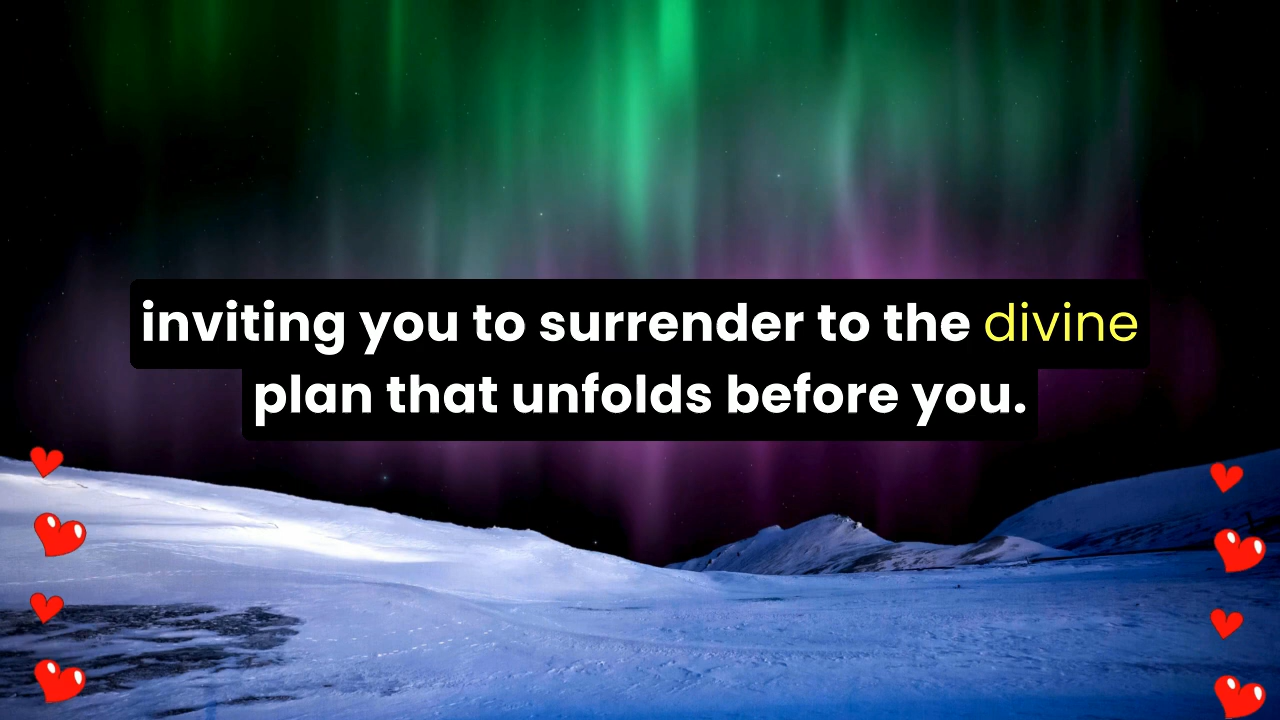 inviting you to surrender to the divine
plan that unfolds before you.